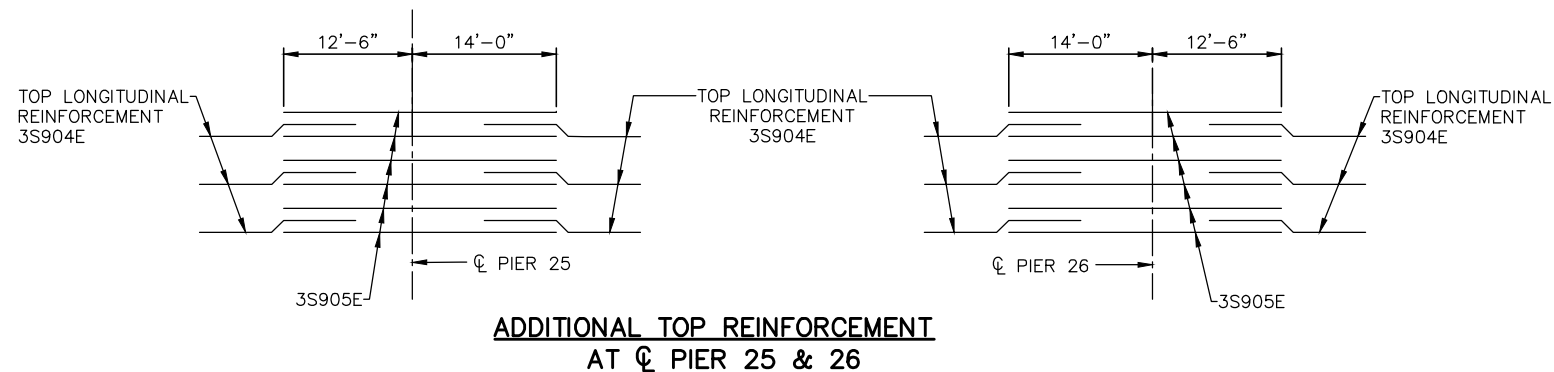 12'-6"
14'-0"
14'-0"
12'-6"
TOP LONGITUDINAL
REINFORCEMENT
3S904E
TOP LONGITUDINAL
REINFORCEMENT
3S904E
TOP LONGITUDINAL
REINFORCEMENT
3S904E
℄ PIER 25
℄ PIER 26
3S905E
3S905E
ADDITIONAL TOP REINFORCEMENT
AT ℄ PIER 25 & 26